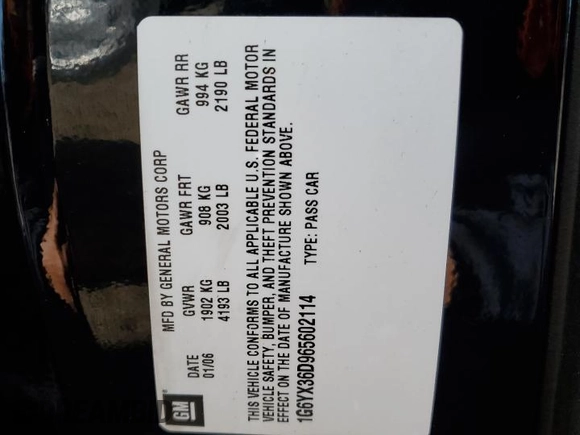 GM
MFD BY GENERAL MOTORS CORP
DATE GVWR GAWR FRT GAWR RR
01/06 1902 KG 908 KG 994 KG
4193 LB 2003 LB 2190 LB
THIS VEHICLE CONFORMS TO ALL APPLICABLE U.S. FEDERAL MOTOR
VEHICLE SAFETY, BUMPER, AND THEFT PREVENTION STANDARDS IN
EFFECT ON THE DATE OF MANUFACTURE SHOWN ABOVE.
1G6YX36D965602114 TYPE: PASS CAR